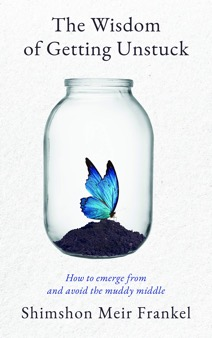 The Wisdom
of Getting Unstuck
How to emerge from
and avoid the muddy middle
Shimshon Meir Frankel